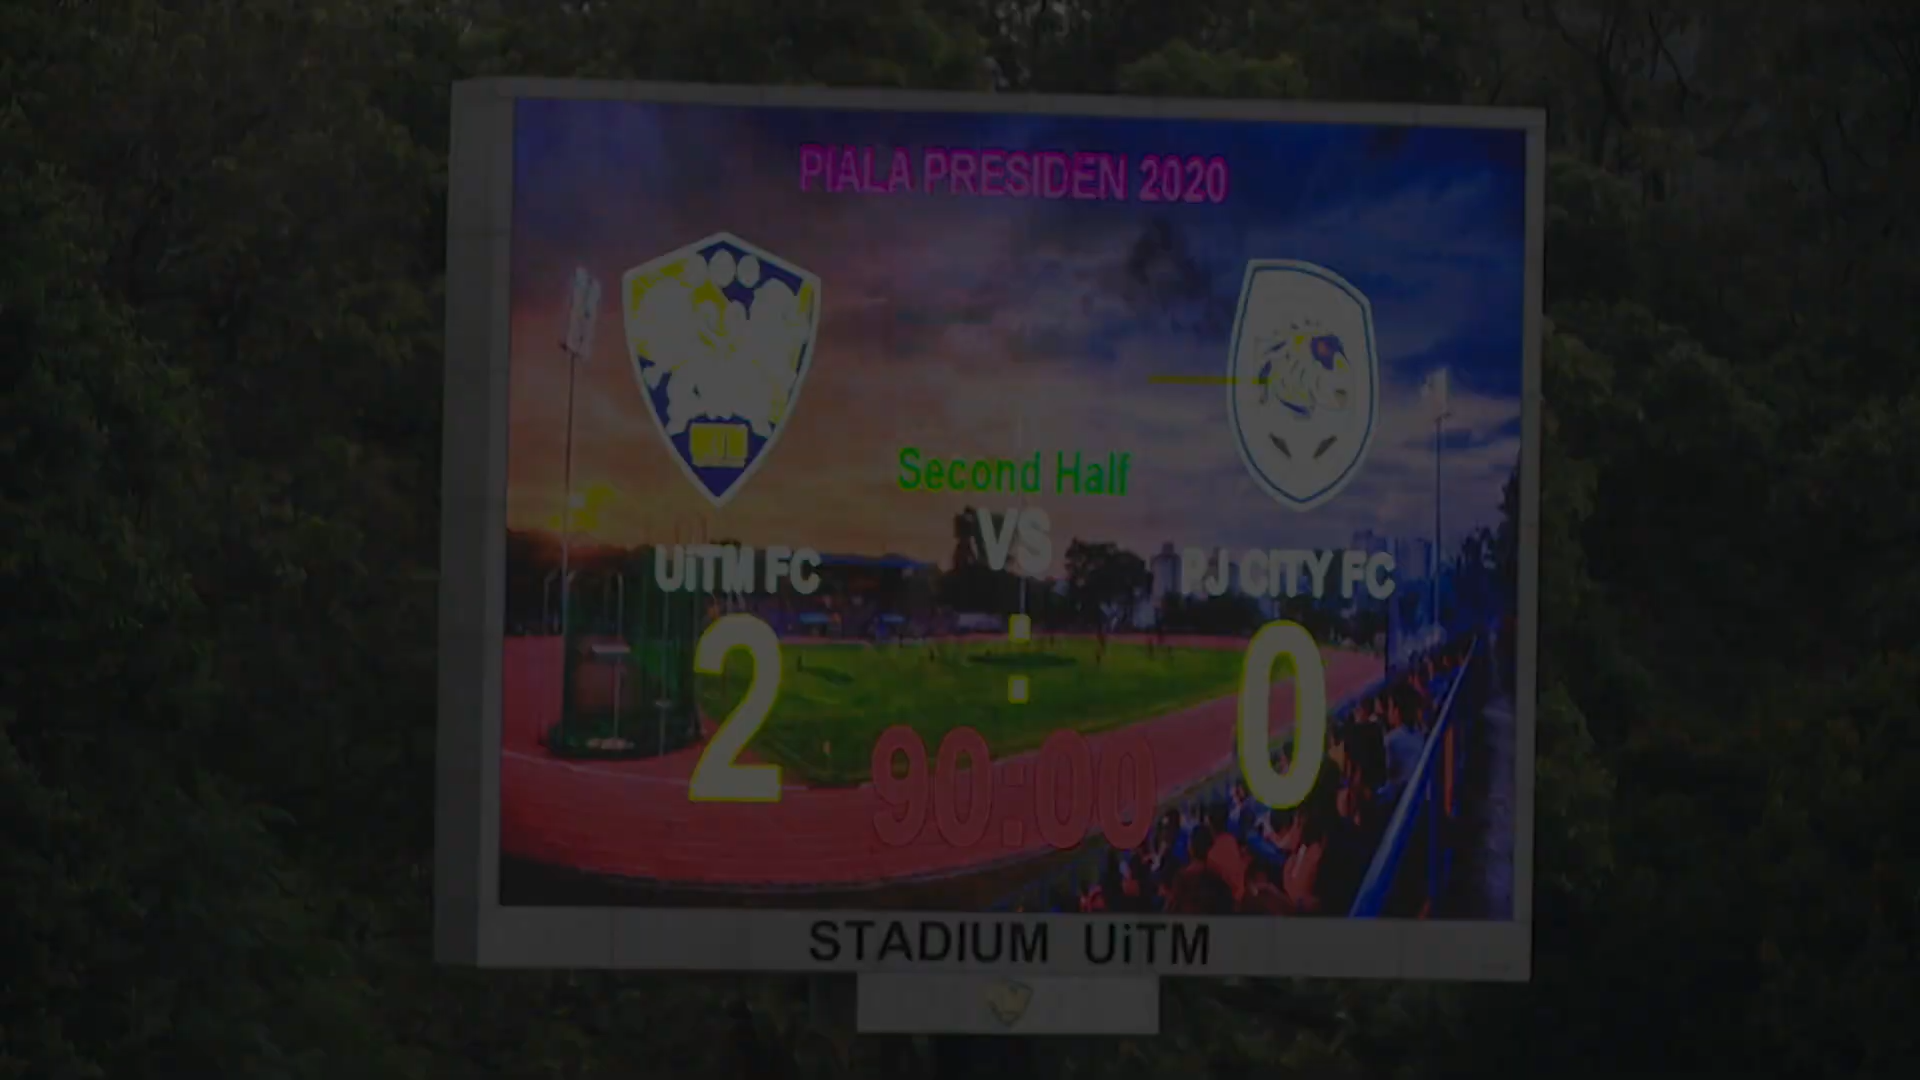 PIALA PRESIDEN 2020
Second Half
VS
UiTM FC
PJ CITY FC
2 : 0
90:00
STADIUM UiTM